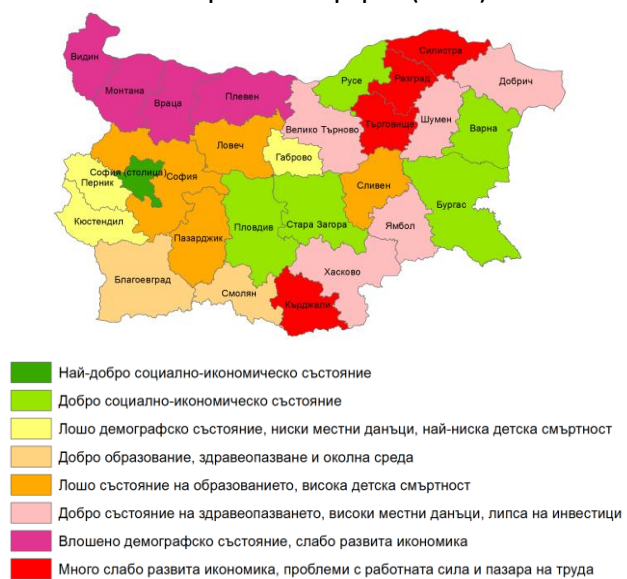 Силистра
Видин
Русе
Разград
Добрич
Монтана
Плевен
Враца
Шумен
Велико Търново
Търговище
Варна
Ловеч
Габрово
София (столица)
София
Перник
Сливен
Бургас
Кюстендил
Пловдив
Стара Загора
Ямбол
Пазарджик
Хасково
Благоевград
Смолян
Кърджали
Най-добро социално-икономическо състояние
Добро социално-икономическо състояние
Лошо демографско състояние, ниски местни данъци, най-ниска детска смъртност
Добро образование, здравеопазване и околна среда
Лошо състояние на образованието, висока детска смъртност
Добро състояние на здравеопазването, високи местни данъци, липса на инвестиции
Влошено демографско състояние, слабо развита икономика
Много слабо развита икономика, проблеми с работната сила и пазара на труда